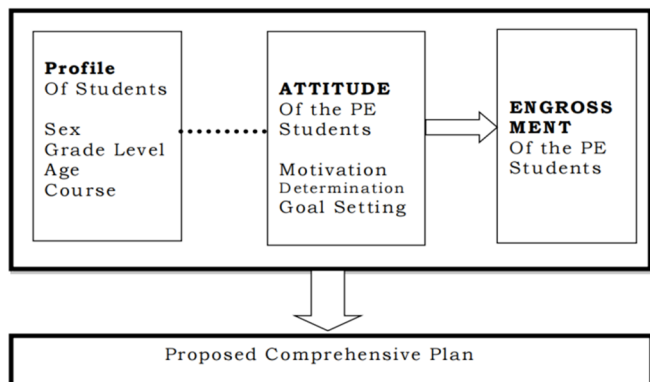 Profile
Of Students
Sex
Grade Level
Age
Course
ATTITUDE
Of the PE
Students
Motivation
Determination
Goal Setting
ENGROSS
MENT
Of the PE
Students
Proposed Comprehensive Plan